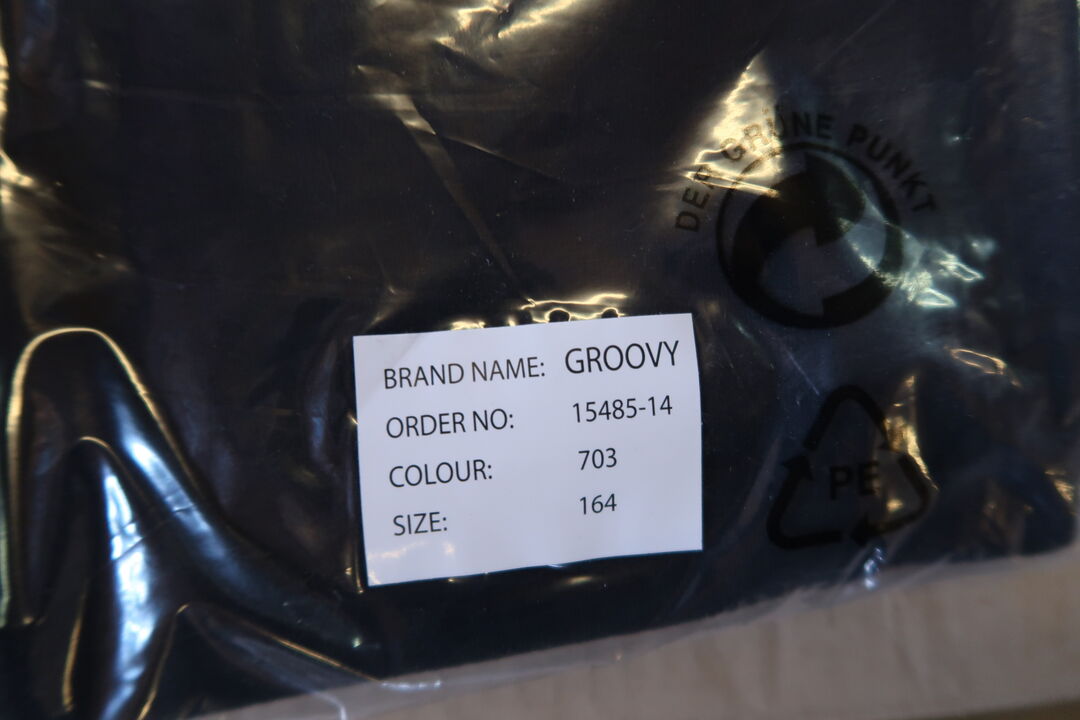 DER GRÜNE PUNKT
BRAND NAME: GROOVY
ORDER NO: 15485-14
COLOUR: 703
SIZE: 164
PE